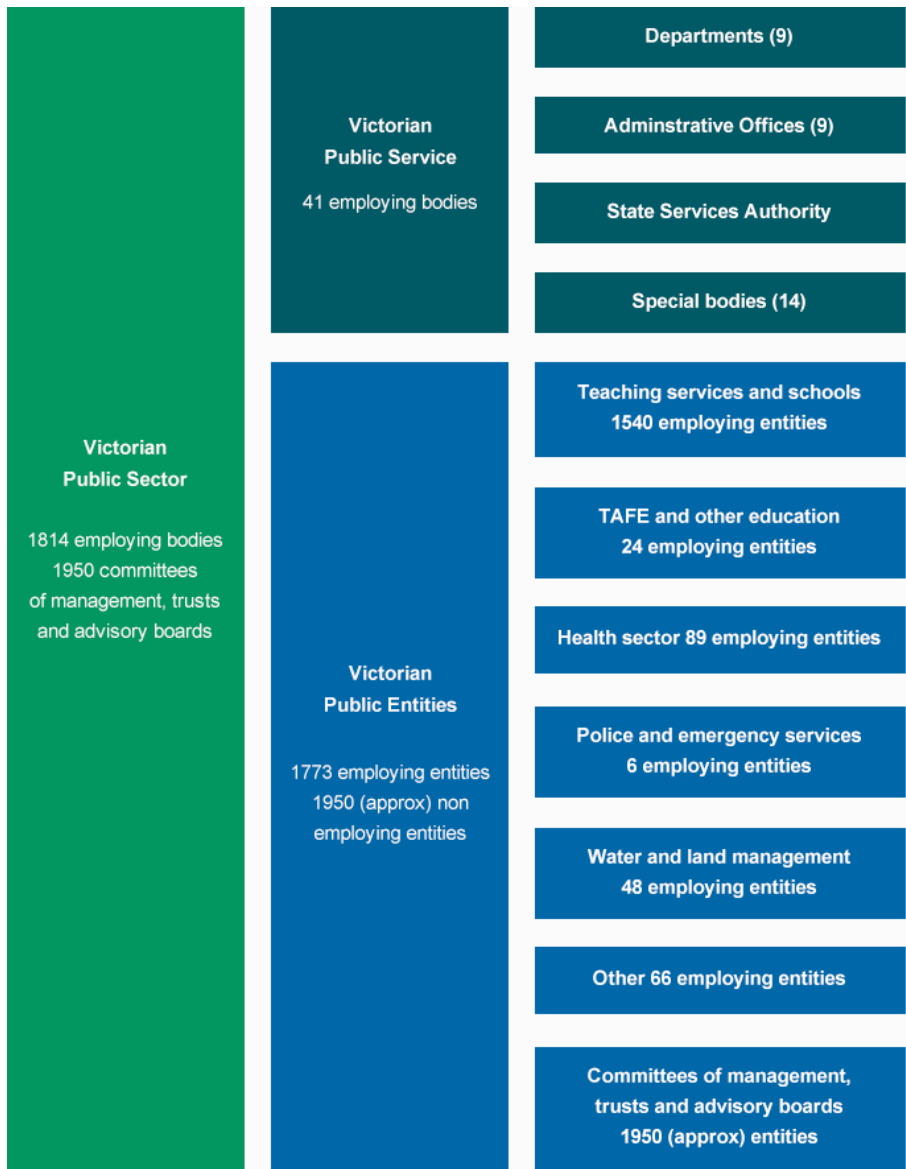 Victorian
Public Sector
1814 employing bodies
1950 committees
of management, trusts
and advisory boards
Victorian
Public Service
41 employing bodies
Departments (9)
Adminstrative Offices (9)
State Services Authority
Special bodies (14)
Victorian
Public Entities
1773 employing entities
1950 (approx) non
employing entities
Teaching services and schools
1540 employing entities
TAFE and other education
24 employing entities
Health sector 89 employing entities
Police and emergency services
6 employing entities
Water and land management
48 employing entities
Other 66 employing entities
Committees of management,
trusts and advisory boards
1950 (approx) entities